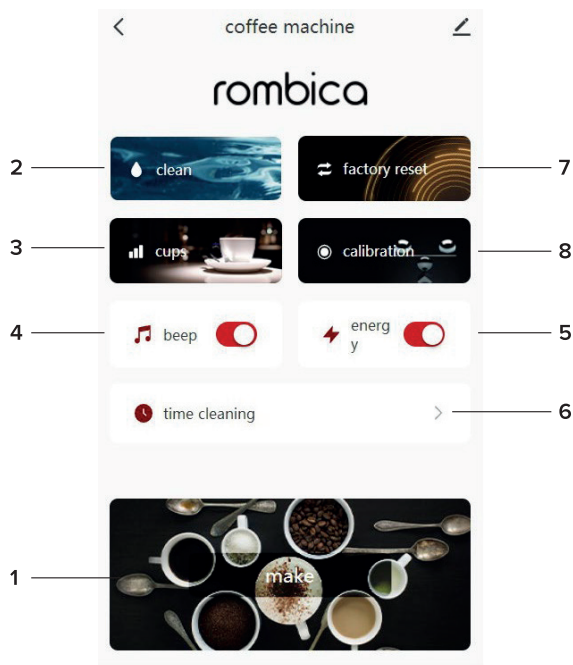 coffee machine
rombica
2
clean
factory reset
7
3
cups
calibration
8
4
beep
energ
y
5
time cleaning
6
1
make